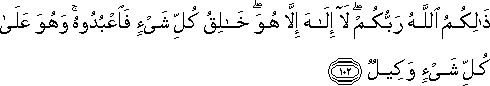 ذَٰلِكُمُ ٱللَّهُ رَبُّكُمْ ۖ لَآ إِلَـٰهَ إِلَّا هُوَ ۖ خَـٰلِقُ كُلِّ شَىْءٍ فَٱعْبُدُوهُ ۚ وَهُوَ عَلَىٰ
كُلِّ شَىْءٍ وَكِيلٌ ۝١٠٢